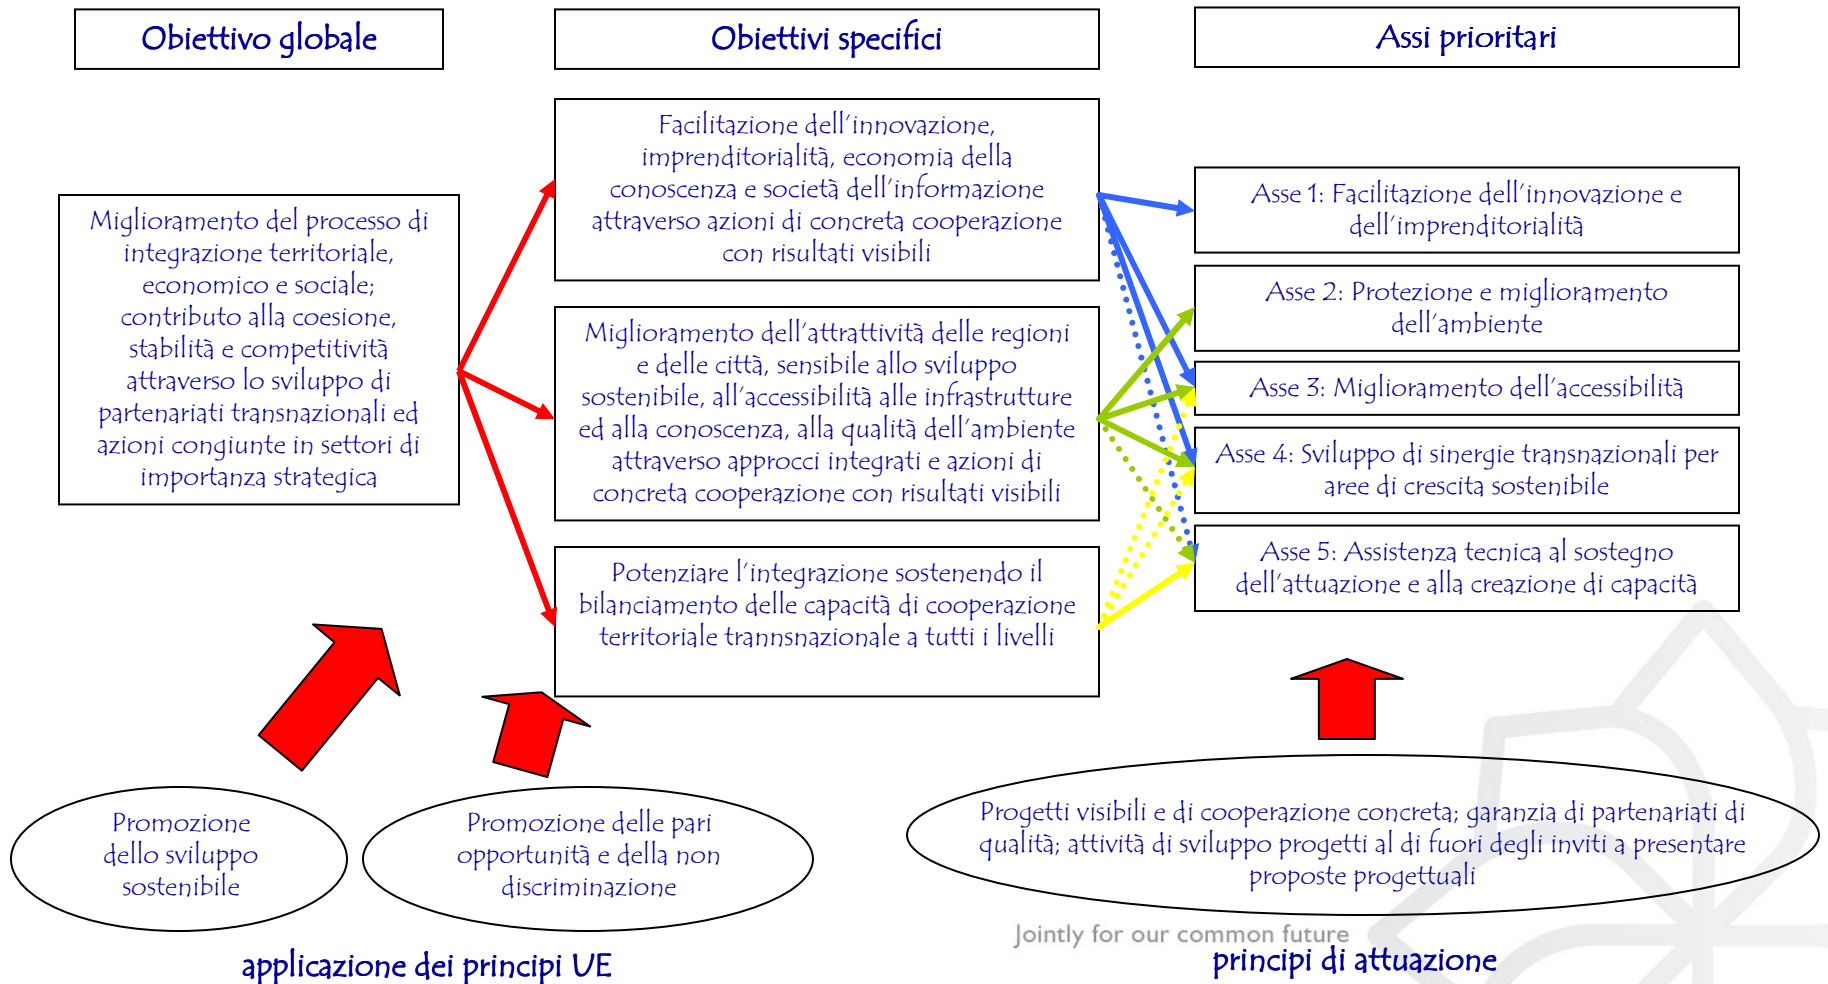 Obiettivo globale
Obiettivi specifici
Assi prioritari
Miglioramento del processo di
integrazione territoriale,
economico e sociale;
contributo alla coesione,
stabilità e competitività
attraverso lo sviluppo di
partenariati transnazionali ed
azioni congiunte in settori di
importanza strategica
Facilitazione dell'innovazione,
imprenditorialità, economia della
conoscenza e società dell'informazione
attraverso azioni di concreta cooperazione
con risultati visibili
Miglioramento dell'attrattività delle regioni
e delle città, sensibile allo sviluppo
sostenibile, all'accessibilità alle infrastrutture
ed alla conoscenza, alla qualità dell'ambiente
attraverso approcci integrati e azioni di
concreta cooperazione con risultati visibili
Potenziare l'integrazione sostenendo il
bilanciamento delle capacità di cooperazione
territoriale trannsnazionale a tutti i livelli
Asse 1: Facilitazione dell'innovazione e
dell'imprenditorialità
Asse 2: Protezione e miglioramento
dell'ambiente
Asse 3: Miglioramento dell'accessibilità
Asse 4: Sviluppo di sinergie transnazionali per
aree di crescita sostenibile
Asse 5: Assistenza tecnica al sostegno
dell'attuazione e alla creazione di capacità
Promozione
dello sviluppo
sostenibile
Promozione delle pari
opportunità e della non
discriminazione
Progetti visibili e di cooperazione concreta; garanzia di partenariati di
qualità; attività di sviluppo progetti al di fuori degli inviti a presentare
proposte progettuali
Jointly for our common future
applicazione dei principi UE
principi di attuazione